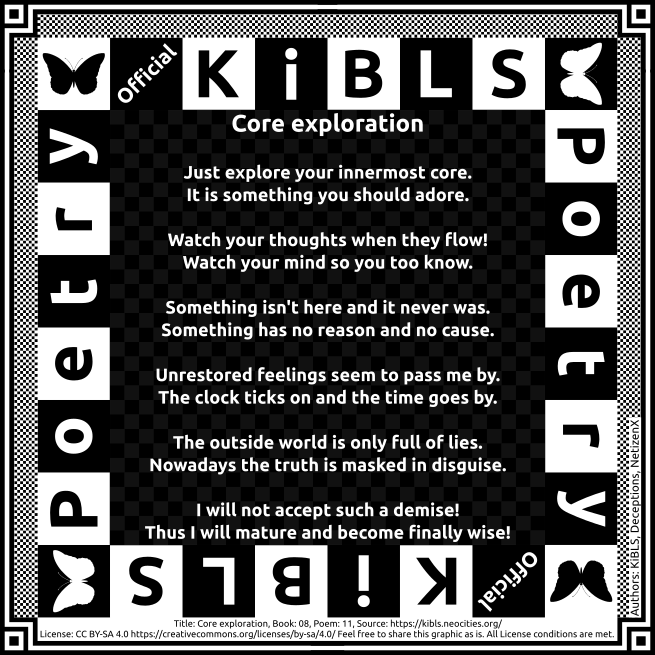 Official KiBLS
Poetry
Poetry
Core exploration
Just explore your innermost core.
It is something you should adore.
Watch your thoughts when they flow!
Watch your mind so you too know.
Something isn't here and it never was.
Something has no reason and no cause.
Unrestored feelings seem to pass me by.
The clock ticks on and the time goes by.
The outside world is only full of lies.
Nowadays the truth is masked in disguise.
I will not accept such a demise!
Thus I will mature and become finally wise!
Official KiBLS
Authors: KiBLS, Deceptions, NetizenX
Title: Core exploration, Book: 08, Poem: 11, Source: https://kibls.neocities.org/
License: CC BY-SA 4.0 https://creativecommons.org/licenses/by-sa/4.0/ Feel free to share this graphic as is. All License conditions are met.